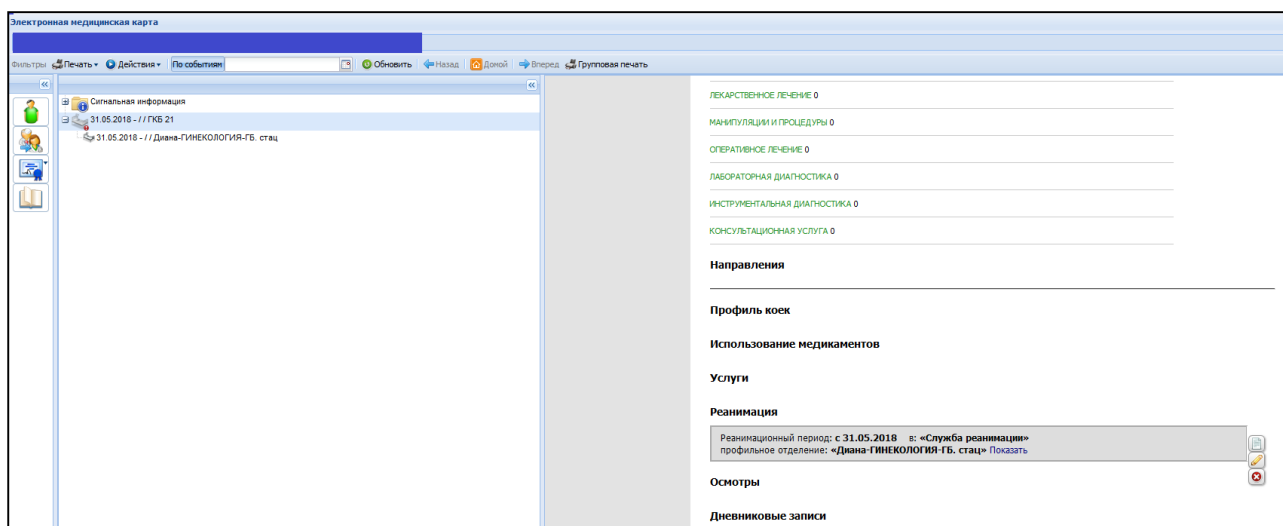 Электронная медицинская карта
Фильтры Печать Действия По событиям Обновить Назад Домой Вперед Групповая печать
Сигнальная информация
31.05.2018 - / / ГКБ 21
31.05.2018 - / / Диана-ГИНЕКОЛОГИЯ-ГБ. стац
ЛЕКАРСТВЕННОЕ ЛЕЧЕНИЕ 0
МАНИПУЛЯЦИИ И ПРОЦЕДУРЫ 0
ОПЕРАТИВНОЕ ЛЕЧЕНИЕ 0
ЛАБОРАТОРНАЯ ДИАГНОСТИКА 0
ИНСТРУМЕНТАЛЬНАЯ ДИАГНОСТИКА 0
КОНСУЛЬТАЦИОННАЯ УСЛУГА 0
Направления
Профиль коек
Использование медикаментов
Услуги
Реанимация
Реанимационный период: с 31.05.2018 в: «Служба реанимации»
профильное отделение: «Диана-ГИНЕКОЛОГИЯ-ГБ. стац» Показать
Осмотры
Дневниковые записи